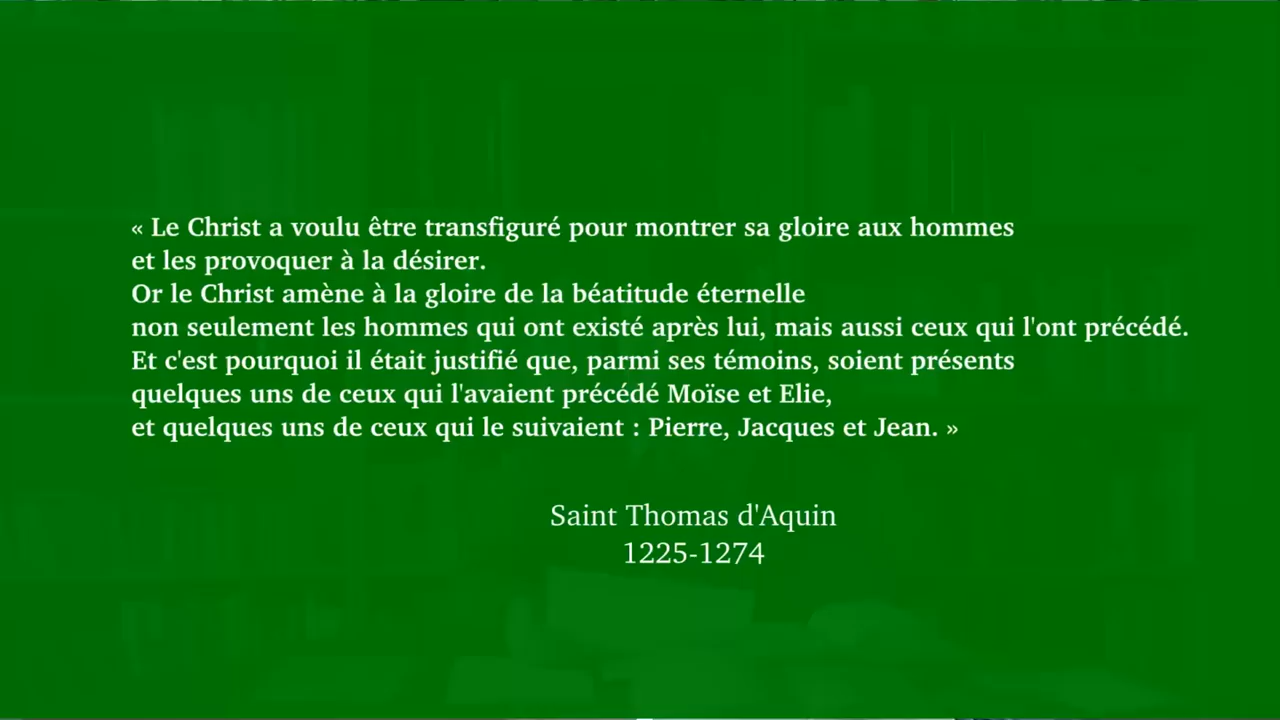 « Le Christ a voulu être transfiguré pour montrer sa gloire aux hommes
et les provoquer à la désirer.
Or le Christ amène à la gloire de la béatitude éternelle
non seulement les hommes qui ont existé après lui, mais aussi ceux qui l'ont précédé.
Et c'est pourquoi il était justifié que, parmi ses témoins, soient présents
quelques uns de ceux qui l'avaient précédé Moïse et Elie,
et quelques uns de ceux qui le suivaient : Pierre, Jacques et Jean. »
Saint Thomas d'Aquin
1225-1274